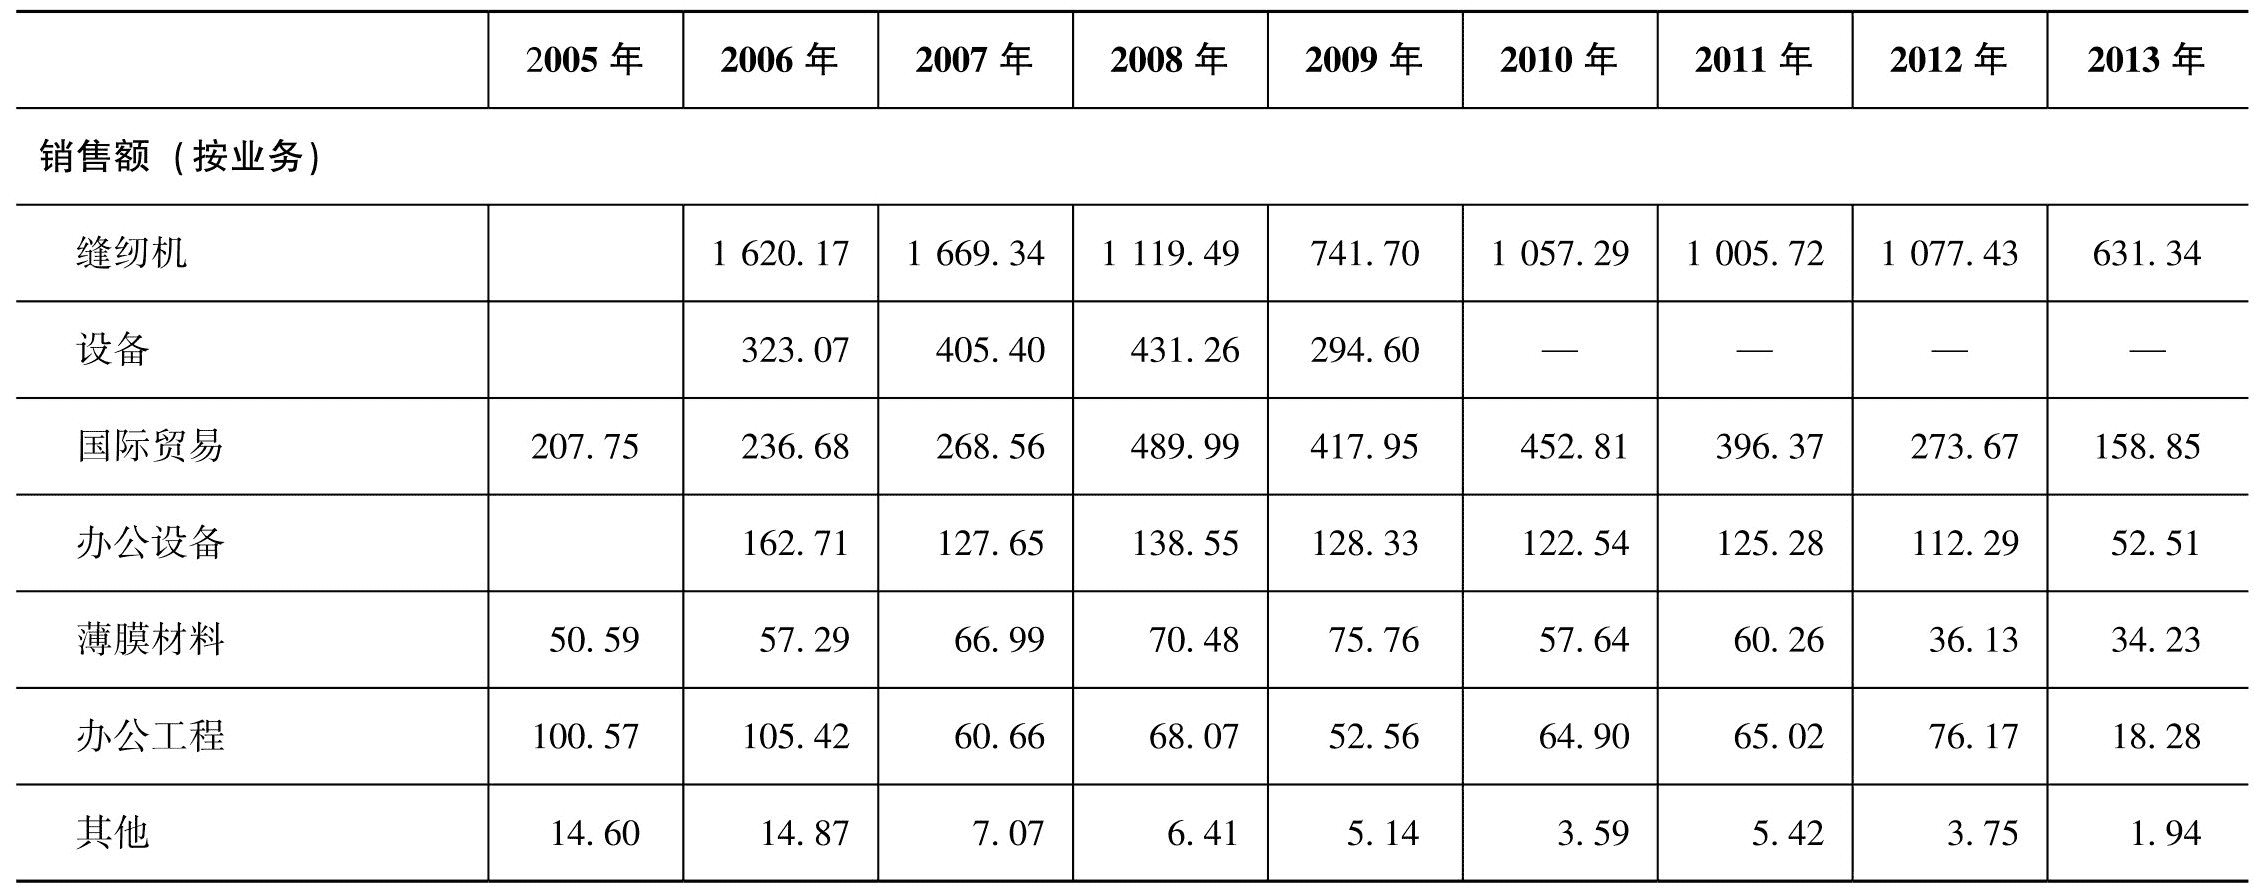 2005 年 2006 年 2007 年 2008 年 2009 年 2010 年 2011 年 2012 年 2013 年
销售额（按业务）
缝纫机 1 620. 17 1 669. 34 1 119. 49 741. 70 1 057. 29 1 005. 72 1 077. 43 631. 34
设备 323. 07 405. 40 431. 26 294. 60 — — — —
国际贸易 207. 75 236. 68 268. 56 489. 99 417. 95 452. 81 396. 37 273. 67 158. 85
办公设备 162. 71 127. 65 138. 55 128. 33 122. 54 125. 28 112. 29 52. 51
薄膜材料 50. 59 57. 29 66. 99 70. 48 75. 76 57. 64 60. 26 36. 13 34. 23
办公工程 100. 57 105. 42 60. 66 68. 07 52. 56 64. 90 65. 02 76. 17 18. 28
其他 14. 60 14. 87 7. 07 6. 41 5. 14 3. 59 5. 42 3. 75 1. 94